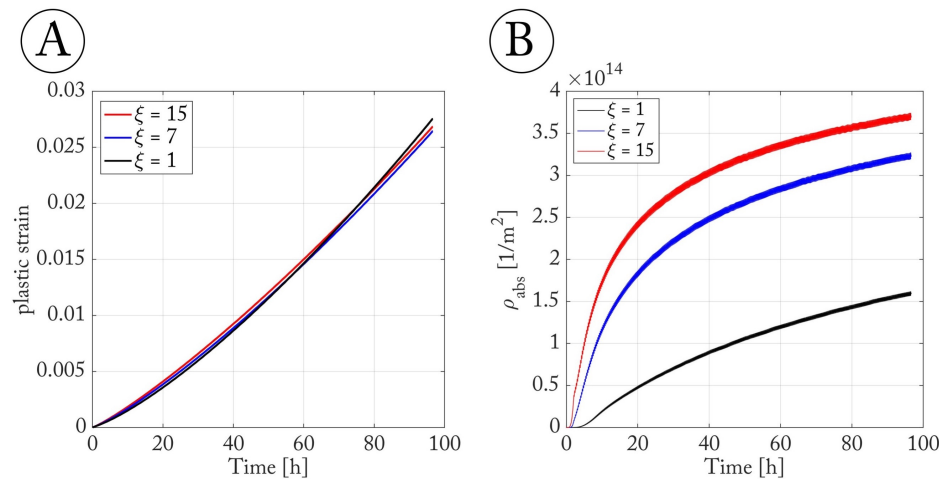 A
B
×10^14
0.03
0.025
0.02
0.015
0.01
0.005
0
plastic strain
ξ = 15
ξ = 7
ξ = 1
0 20 40 60 80 100
Time [h]
4
3.5
3
2.5
2
1.5
1
0.5
0
ρ_abs [1/m^2]
ξ = 1
ξ = 7
ξ = 15
0 20 40 60 80 100
Time [h]